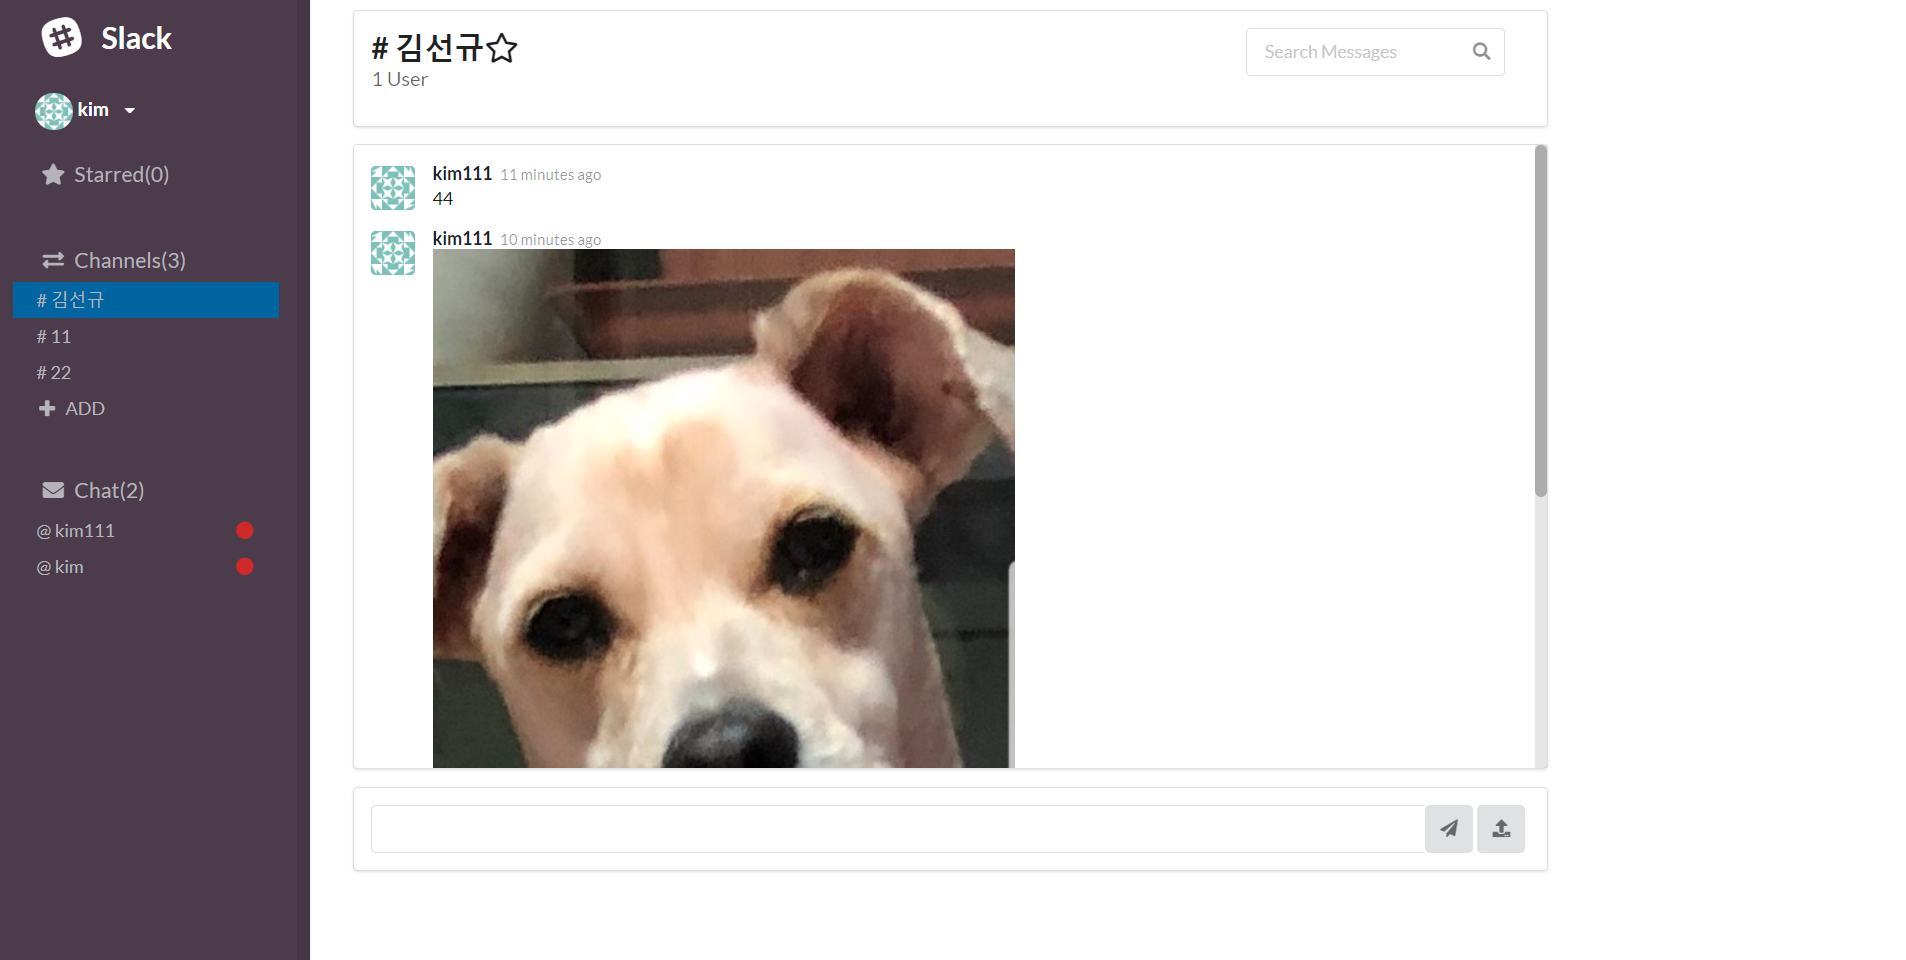 Slack
kim
Starred(0)
Channels(3)
# 김선규
# 11
# 22
ADD
Chat(2)
@ kim111
@ kim
# 김선규
1 User
Search Messages
kim111 11 minutes ago
44
kim111 10 minutes ago